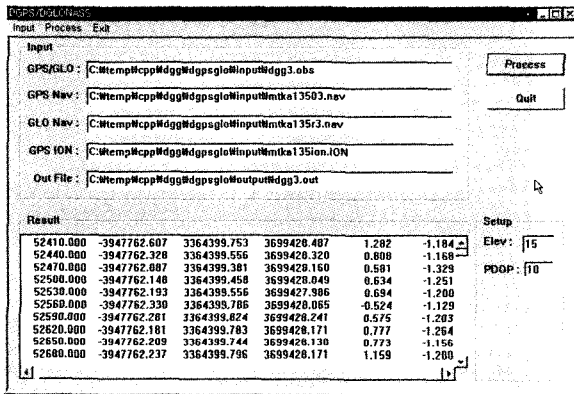 DGPS/DGLONASS
Input Process Exit
Input
GPS/GLO : C:₩temp₩cpp₩dgg₩dgpsglo₩input₩dgg3.obs
GPS Nav : C:₩temp₩cpp₩dgg₩dgpsglo₩input₩mtka13503.nav
GLO Nav : C:₩temp₩cpp₩dgg₩dgpsglo₩input₩mtka135r3.nav
GPS ION : C:₩temp₩cpp₩dgg₩dgpsglo₩input₩mtka135ion.ION
Out File : C:₩temp₩cpp₩dgg₩dgpsglo₩output₩dgg3.out
Process
Quit
Result
52410.000 -3947762.607 3364399.753 3699428.487 1.282 -1.184
52440.000 -3947762.328 3364399.556 3699428.320 0.808 -1.168
52470.000 -3947762.087 3364399.381 3699428.160 0.581 -1.329
52500.000 -3947762.148 3364399.458 3699428.049 0.634 -1.251
52530.000 -3947762.193 3364399.556 3699427.986 0.694 -1.200
52560.000 -3947762.330 3364399.786 3699428.065 -0.524 -1.129
52590.000 -3947762.281 3364399.824 3699428.241 0.575 -1.203
52620.000 -3947762.181 3364399.783 3699428.171 0.777 -1.264
52650.000 -3947762.209 3364399.744 3699428.130 0.773 -1.156
52680.000 -3947762.237 3364399.796 3699428.171 1.159 -1.280
Setup
Elev : 15
PDOP : 10